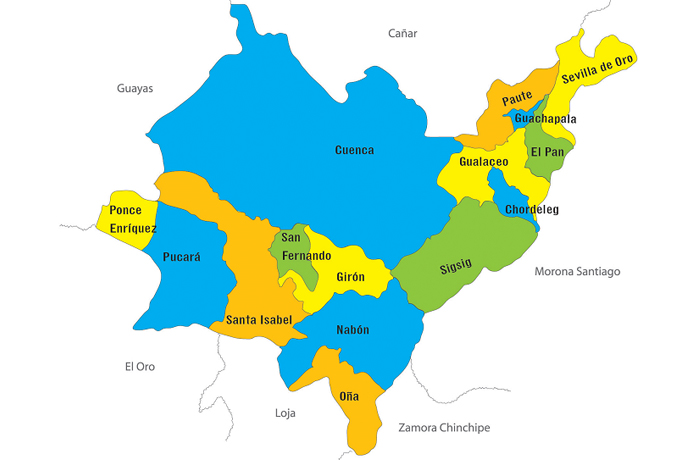 Cañar
Guayas
Sevilla de Oro
Paute
Guachapala
Cuenca
El Pan
Gualaceo
Chordeleg
Ponce
Enríquez
Pucará
San
Fernando
Girón
Sigsig
Morona Santiago
Santa Isabel
Nabón
El Oro
Oña
Loja
Zamora Chinchipe